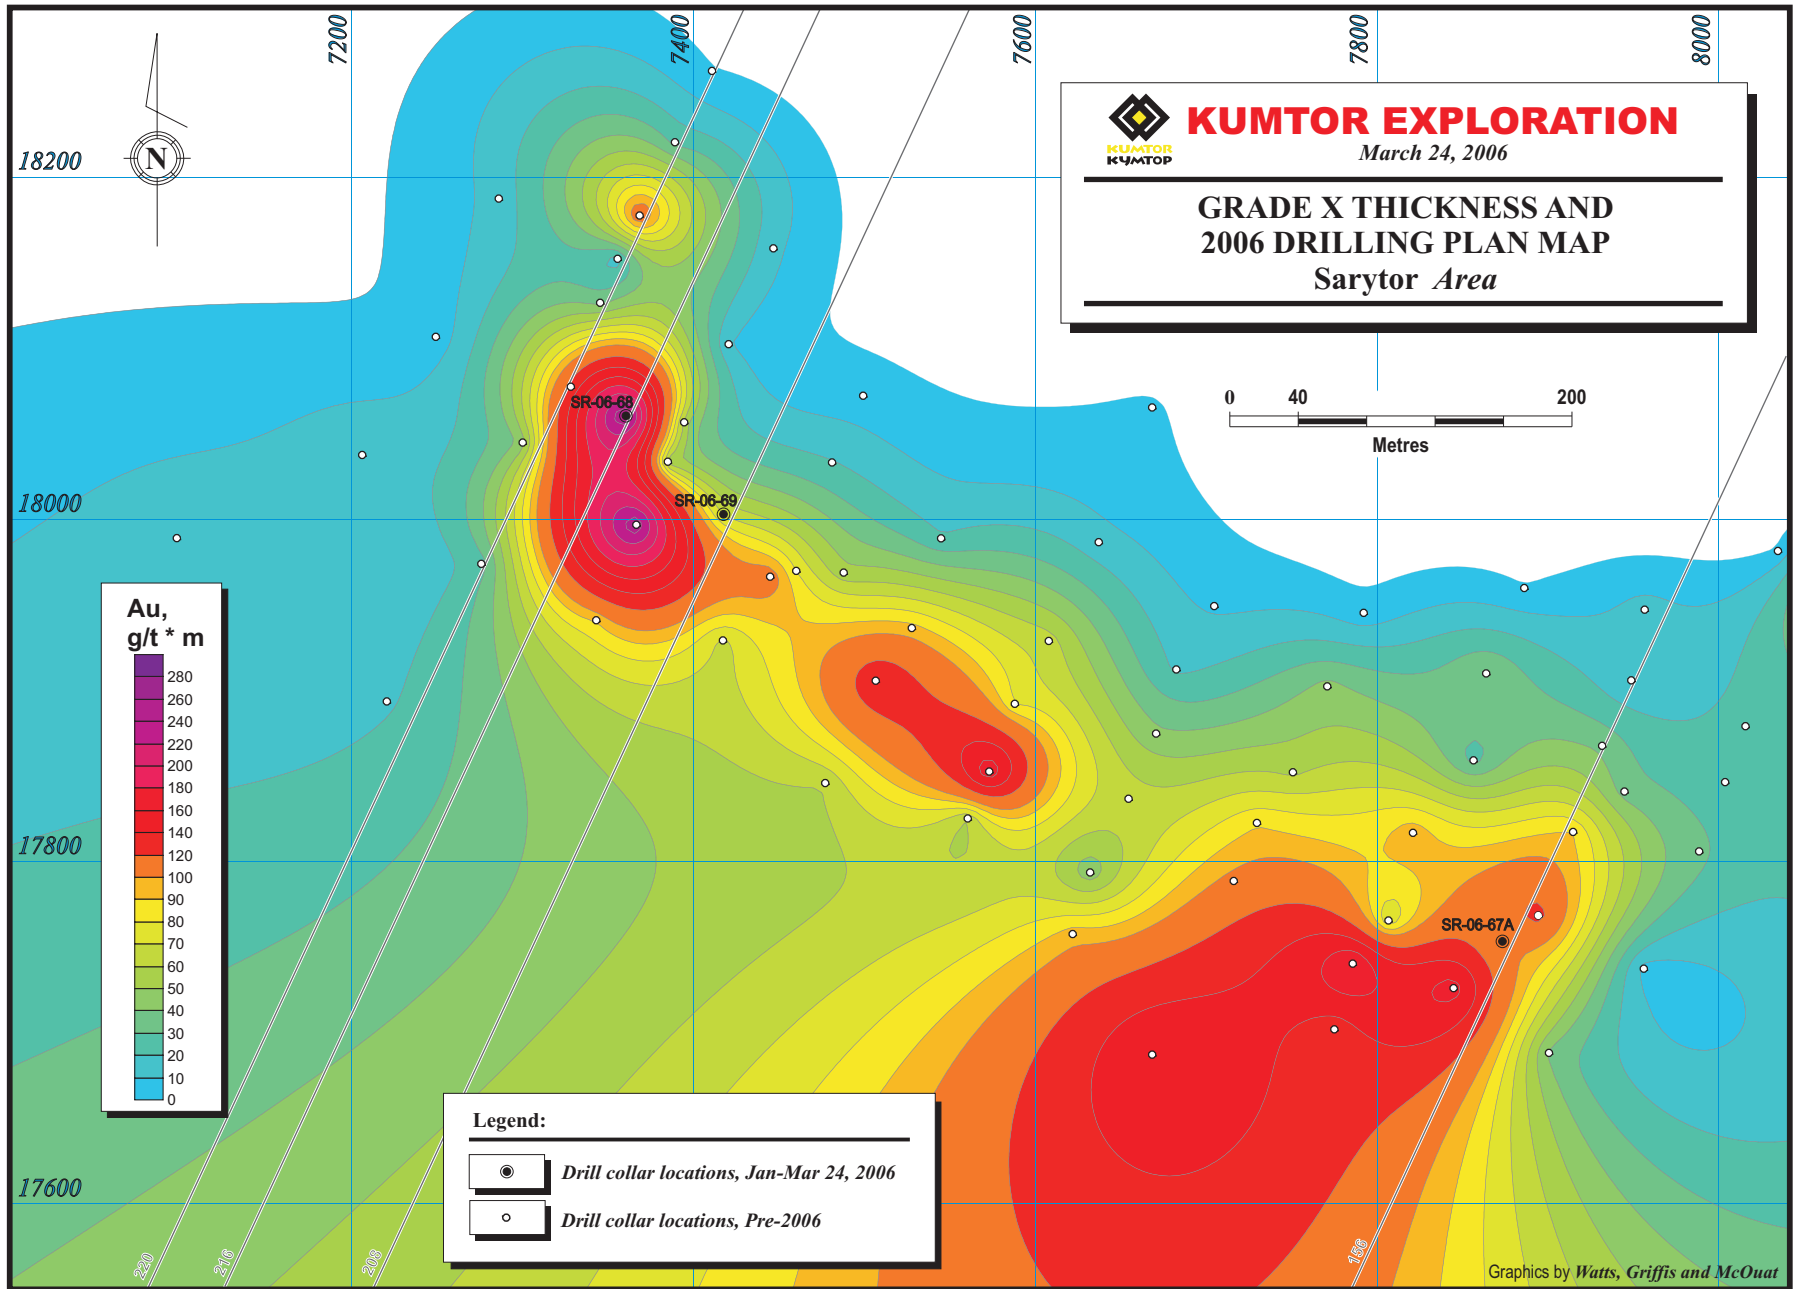 7200
7400
7600
7800
8000
KUMTOR EXPLORATION
KUMTOR
КУМТОР
March 24, 2006
GRADE X THICKNESS AND
2006 DRILLING PLAN MAP
Sarytor Area
N
18200
18000
17800
17600
0 40 200
Metres
SR-06-68
SR-06-69
SR-06-67A
Au,
g/t * m
280
260
240
220
200
180
160
140
120
100
90
80
70
60
50
40
30
20
10
0
Legend:
Drill collar locations, Jan-Mar 24, 2006
Drill collar locations, Pre-2006
220
216
208
156
Graphics by Watts, Griffis and McOuat